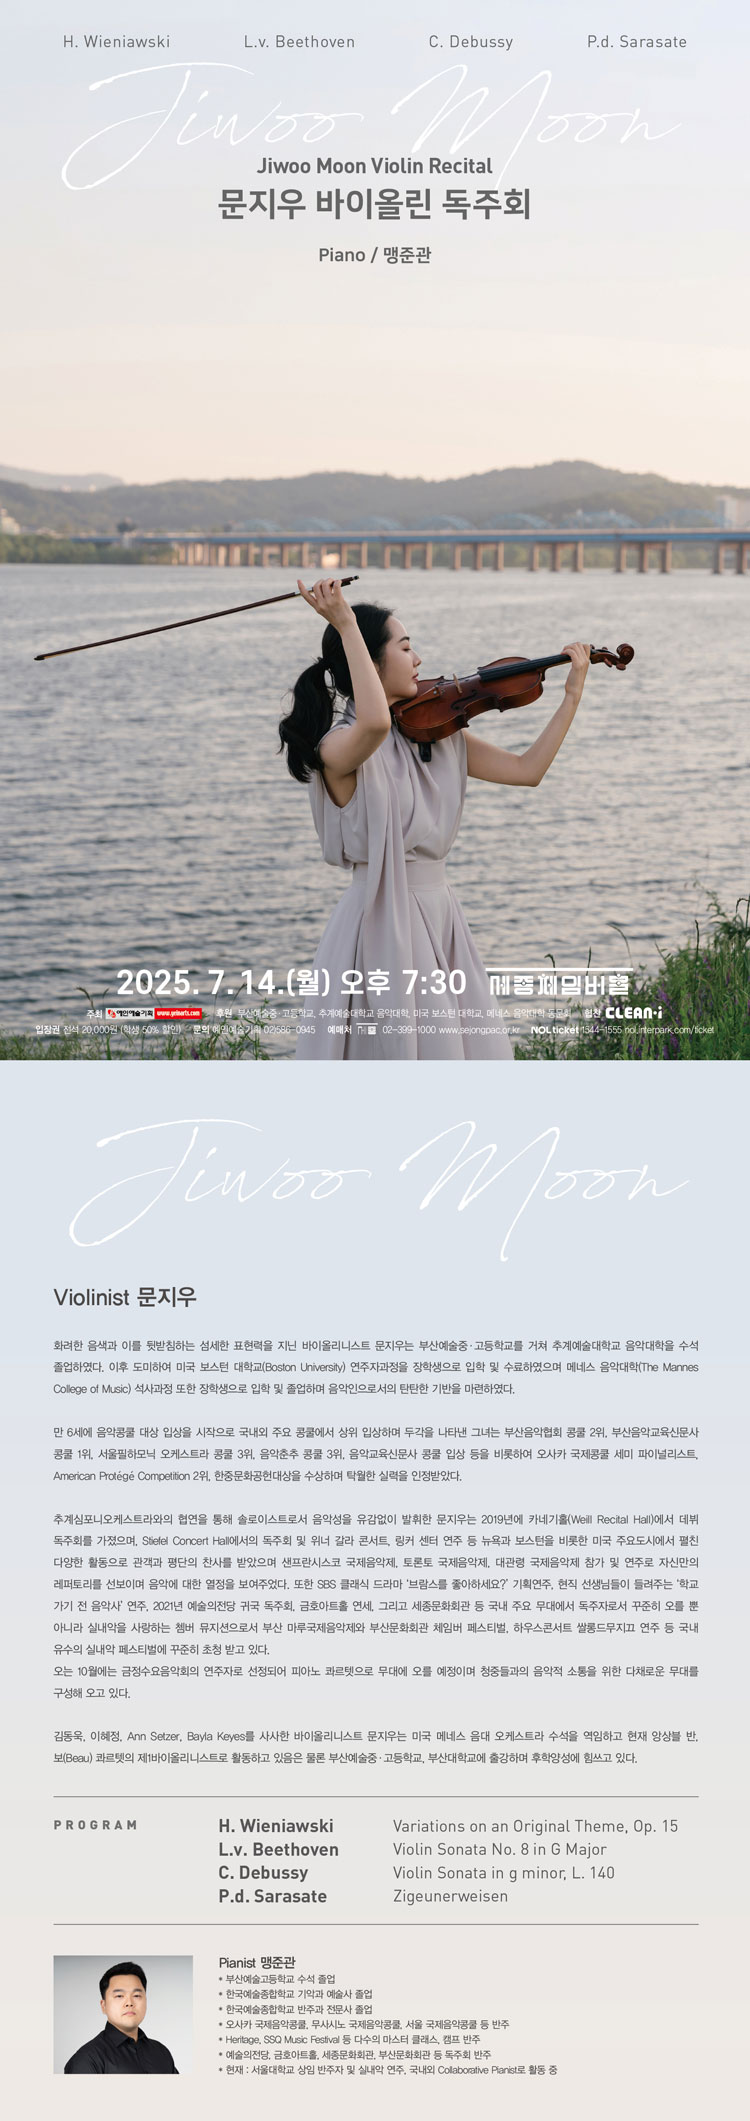 H. Wieniawski L.v. Beethoven C. Debussy P.d. Sarasate
Jiwoo Moon
Jiwoo Moon Violin Recital
문지우 바이올린 독주회
Piano / 맹준관
2025. 7. 14.(월) 오후 7:30 세종체임버홀
주최 예인예술기획 www.yeinarts.com 후원 부산예술중·고등학교, 추계예술대학교 음악대학, 미국 보스턴 대학교, 메네스 음악대학 동문회 협찬 CLEAN·i
입장권 전석 20,000원 (학생 50% 할인) 문의 예인예술기획 02)586-0945 예매처 02-399-1000 www.sejongpac.or.kr NOL ticket 1544-1555 nol.interpark.com/ticket
Jiwoo Moon
Violinist 문지우
화려한 음색과 이를 뒷받침하는 섬세한 표현력을 지닌 바이올리니스트 문지우는 부산예술중·고등학교를 거쳐 추계예술대학교 음악대학을 수석
졸업하였다. 이후 도미하여 미국 보스턴 대학교(Boston University) 연주자과정을 장학생으로 입학 및 수료하였으며 메네스 음악대학(The Mannes
College of Music) 석사과정 또한 장학생으로 입학 및 졸업하며 음악인으로서의 탄탄한 기반을 마련하였다.
만 6세에 음악콩쿨 대상 입상을 시작으로 국내외 주요 콩쿨에서 상위 입상하며 두각을 나타낸 그녀는 부산음악협회 콩쿨 2위, 부산음악교육신문사
콩쿨 1위, 서울필하모닉 오케스트라 콩쿨 3위, 음악춘추 콩쿨 3위, 음악교육신문사 콩쿨 입상 등을 비롯하여 오사카 국제콩쿨 세미 파이널리스트,
American Protégé Competition 2위, 한중문화공헌대상을 수상하며 탁월한 실력을 인정받았다.
추계심포니오케스트라와의 협연을 통해 솔로이스트로서 음악성을 유감없이 발휘한 문지우는 2019년에 카네기홀(Weill Recital Hall)에서 데뷔
독주회를 가졌으며, Stiefel Concert Hall에서의 독주회 및 위너 갈라 콘서트, 링커 센터 연주 등 뉴욕과 보스턴을 비롯한 미국 주요도시에서 펼친
다양한 활동으로 관객과 평단의 찬사를 받았으며 샌프란시스코 국제음악제, 토론토 국제음악제, 대관령 국제음악제 참가 및 연주로 자신만의
레퍼토리를 선보이며 음악에 대한 열정을 보여주었다. 또한 SBS 클래식 드라마 '브람스를 좋아하세요?' 기획연주, 현직 선생님들이 들려주는 '학교
가기 전 음악사' 연주, 2021년 예술의전당 귀국 독주회, 금호아트홀 연세, 그리고 세종문화회관 등 국내 주요 무대에서 독주자로서 꾸준히 오를 뿐
아니라 실내악을 사랑하는 쳄버 뮤지션으로서 부산 마루국제음악제와 부산문화회관 체임버 페스티벌, 하우스콘서트 쌀롱드무지끄 연주 등 국내
유수의 실내악 페스티벌에 꾸준히 초청 받고 있다.
오는 10월에는 금정수요음악회의 연주자로 선정되어 피아노 콰르텟으로 무대에 오를 예정이며 청중들과의 음악적 소통을 위한 다채로운 무대를
구성해 오고 있다.
김동욱, 이혜정, Ann Setzer, Bayla Keyes를 사사한 바이올리니스트 문지우는 미국 메네스 음대 오케스트라 수석을 역임하고 현재 앙상블 반,
보(Beau) 콰르텟의 제1바이올리니스트로 활동하고 있음은 물론 부산예술중·고등학교, 부산대학교에 출강하며 후학양성에 힘쓰고 있다.
PROGRAM
H. Wieniawski Variations on an Original Theme, Op. 15
L.v. Beethoven Violin Sonata No. 8 in G Major
C. Debussy Violin Sonata in g minor, L. 140
P.d. Sarasate Zigeunerweisen
Pianist 맹준관
* 부산예술고등학교 수석 졸업
* 한국예술종합학교 기악과 예술사 졸업
* 한국예술종합학교 반주과 전문사 졸업
* 오사카 국제음악콩쿨, 무사시노 국제음악콩쿨, 서울 국제음악콩쿨 등 반주
* Heritage, SSQ Music Festival 등 다수의 마스터 클래스, 캠프 반주
* 예술의전당, 금호아트홀, 세종문화회관, 부산문화회관 등 독주회 반주
* 현재 : 서울대학교 상임 반주자 및 실내악 연주, 국내외 Collaborative Pianist로 활동 중